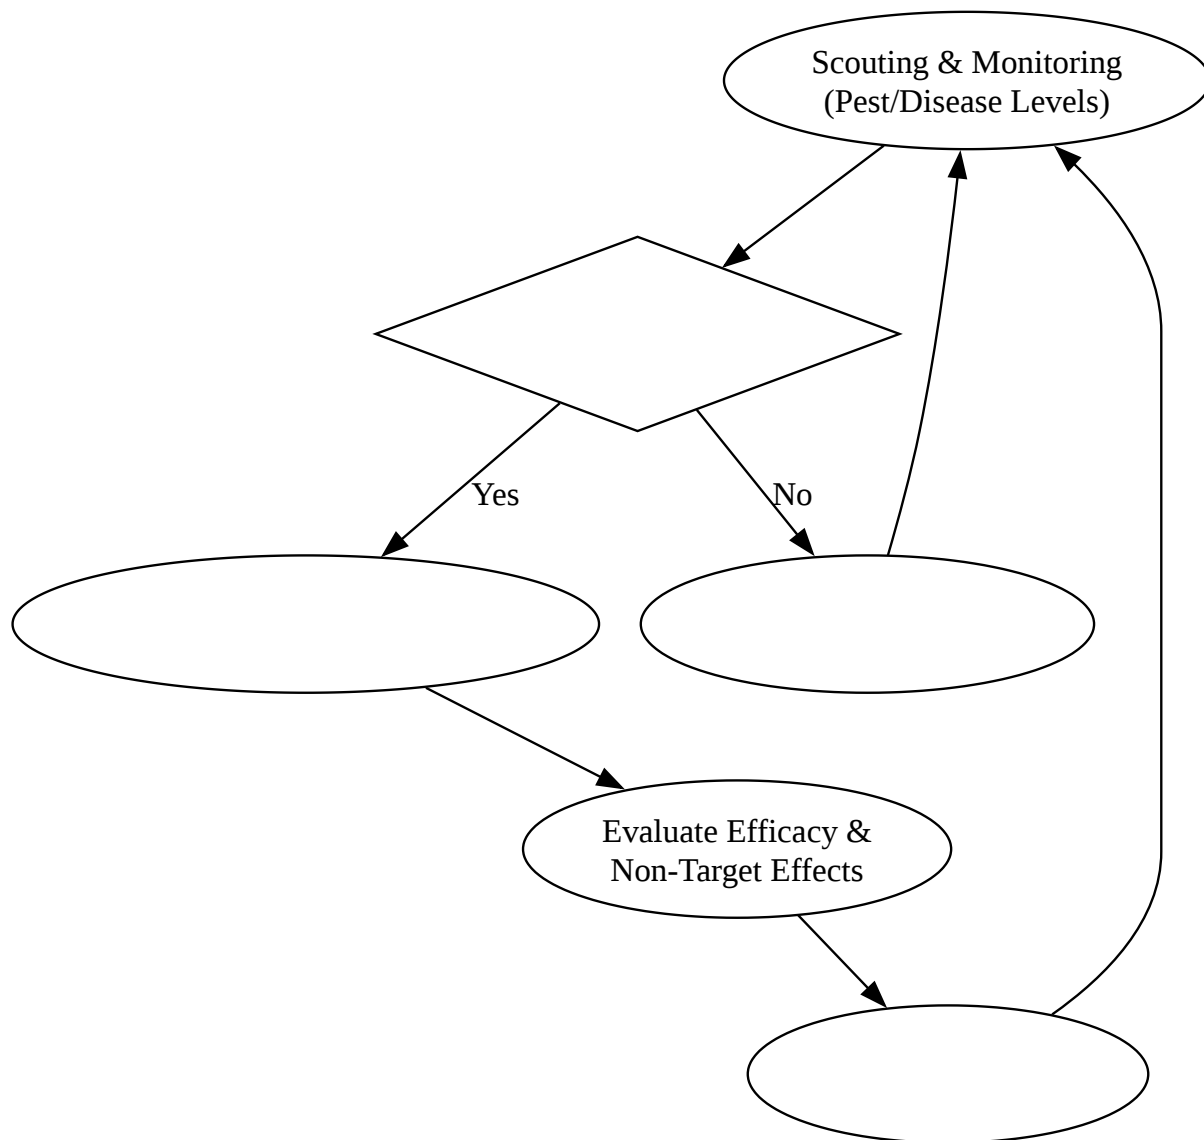 Scouting & Monitoring
(Pest/Disease Levels)
Yes
No
Evaluate Efficacy &
Non-Target Effects